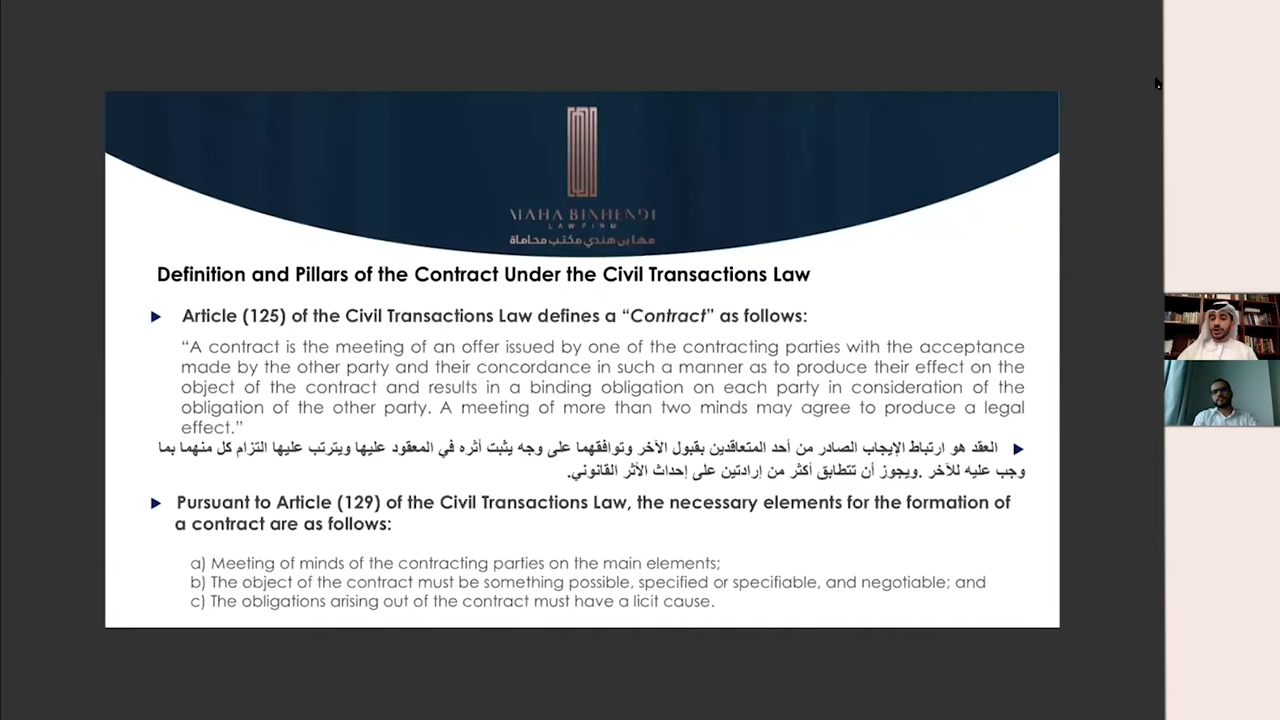 MAHA BINHENDI
LAW FIRM
مها بن هندي مكتب محاماة
Definition and Pillars of the Contract Under the Civil Transactions Law
Article (125) of the Civil Transactions Law defines a “Contract” as follows:
“A contract is the meeting of an offer issued by one of the contracting parties with the acceptance
made by the other party and their concordance in such a manner as to produce their effect on the
object of the contract and results in a binding obligation on each party in consideration of the
obligation of the other party. A meeting of more than two minds may agree to produce a legal
effect.”
العقد هو ارتباط الإيجاب الصادر من أحد المتعاقدين بقبول الآخر وتوافقهما على وجه يثبت أثره في المعقود عليها ويترتب عليها التزام كل منهما بما
وجب عليه للآخر .ويجوز أن تتطابق أكثر من إرادتين على إحداث الأثر القانوني.
Pursuant to Article (129) of the Civil Transactions Law, the necessary elements for the formation of
a contract are as follows:
a) Meeting of minds of the contracting parties on the main elements;
b) The object of the contract must be something possible, specified or specifiable, and negotiable; and
c) The obligations arising out of the contract must have a licit cause.